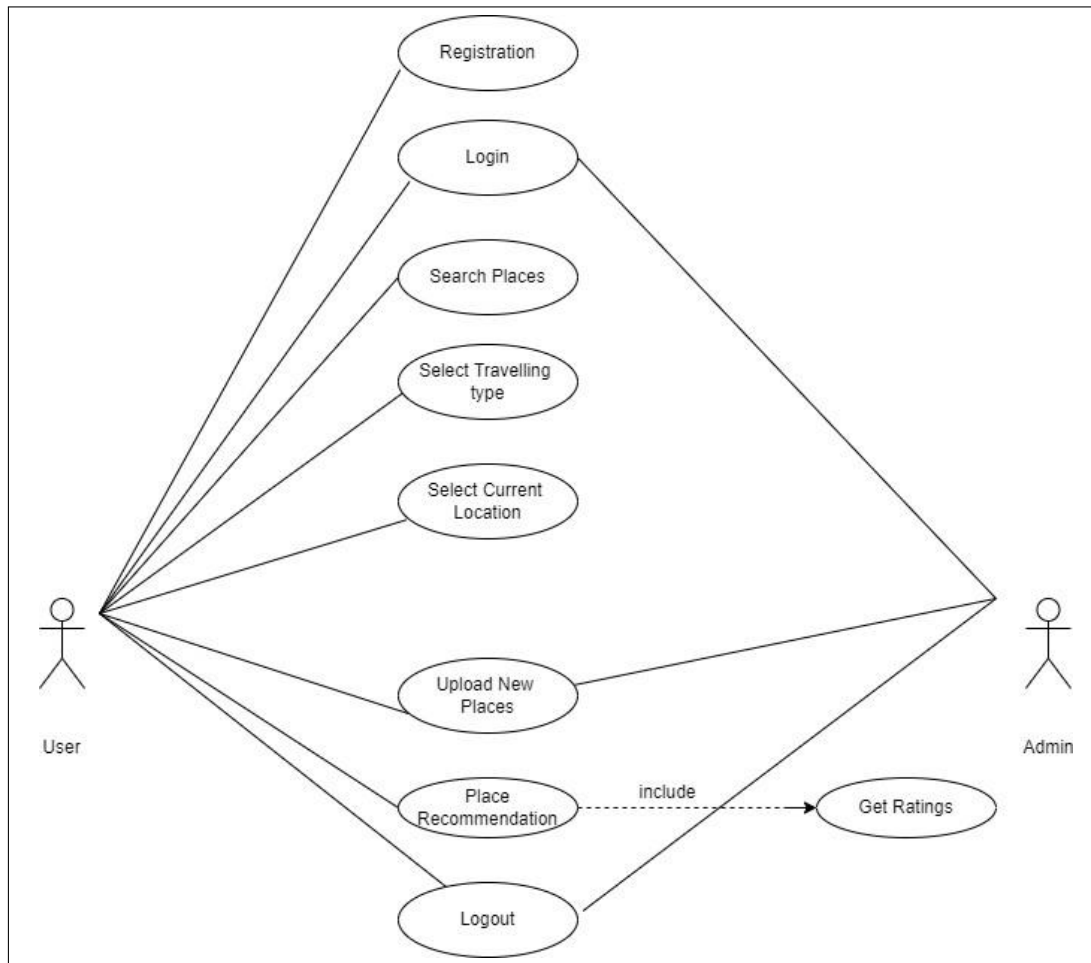 Registration
Login
Search Places
Select Travelling
type
Select Current
Location
Upload New
Places
User
Admin
Place
Recommendation
include
Get Ratings
Logout